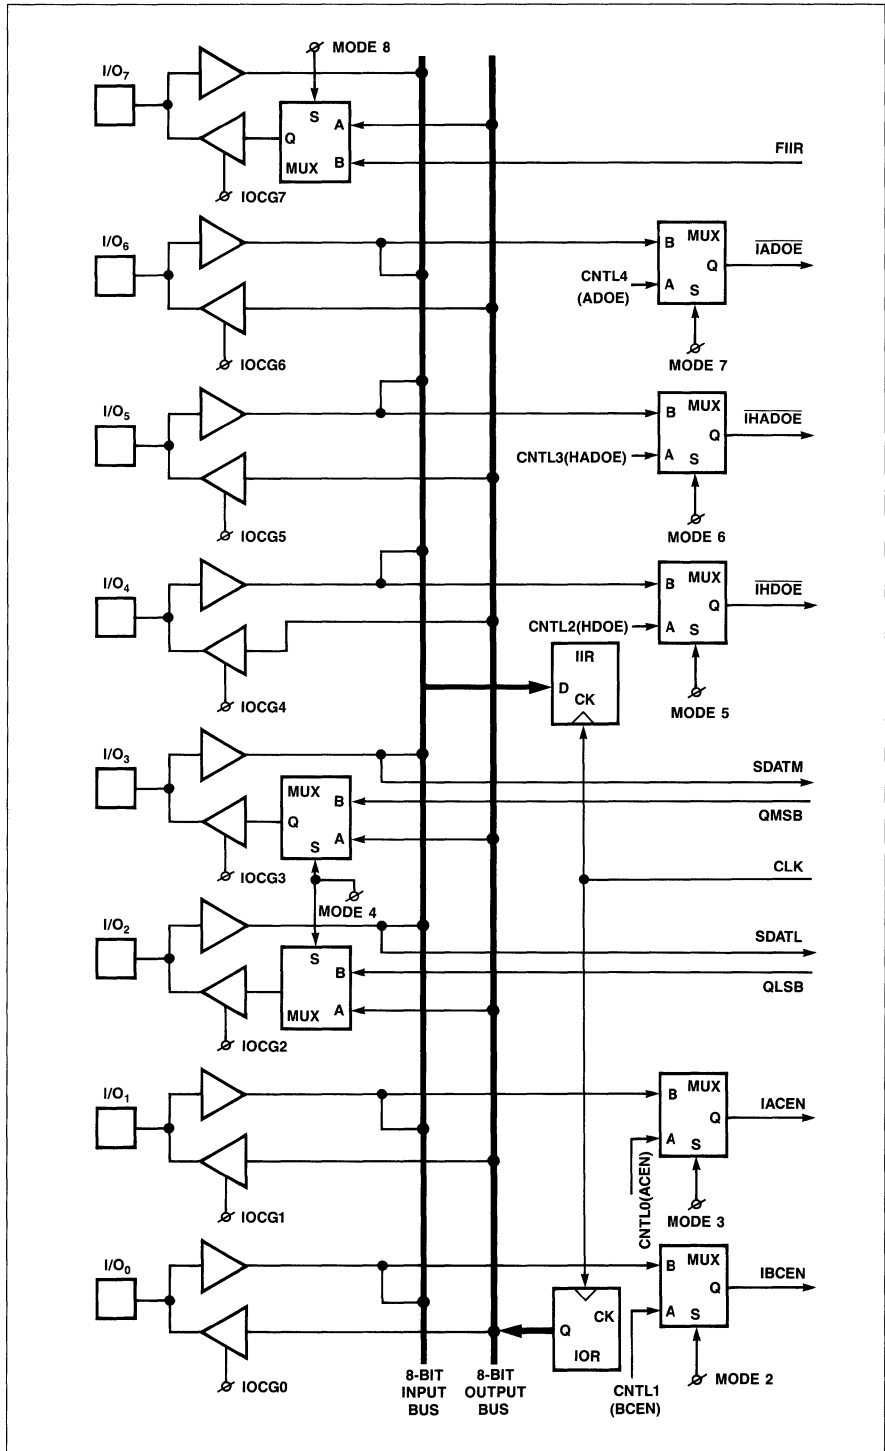 MODE 8
I/O7
S
A
Q
MUX
B
FIIR
IOCG7
I/O6
MUX
B
Q
IADOE
CNTL4
(ADOE)
A
S
IOCG6
MODE 7
I/O5
MUX
B
Q
IHADOE
CNTL3(HADOE)
A
S
IOCG5
MODE 6
I/O4
MUX
B
Q
IHDOE
CNTL2(HDOE)
A
S
IIR
D
CK
IOCG4
MODE 5
I/O3
SDATM
MUX
B
QMSB
Q
A
S
IOCG3
CLK
MODE 4
I/O2
SDATL
S
B
QLSB
MUX
A
IOCG2
I/O1
MUX
B
Q
IACEN
A
S
CNTL0(ACEN)
IOCG1
MODE 3
I/O0
MUX
B
Q
IBCEN
A
S
CK
Q
IOR
IOCG0
MODE 2
8-BIT
INPUT
BUS
8-BIT
OUTPUT
BUS
CNTL1
(BCEN)